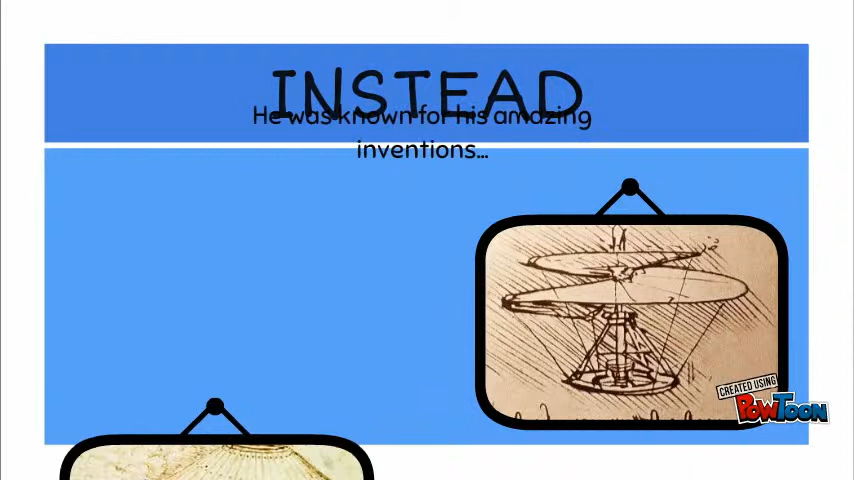 INSTEAD
He was known for his amazing
inventions...
CREATED USING
POWTOON